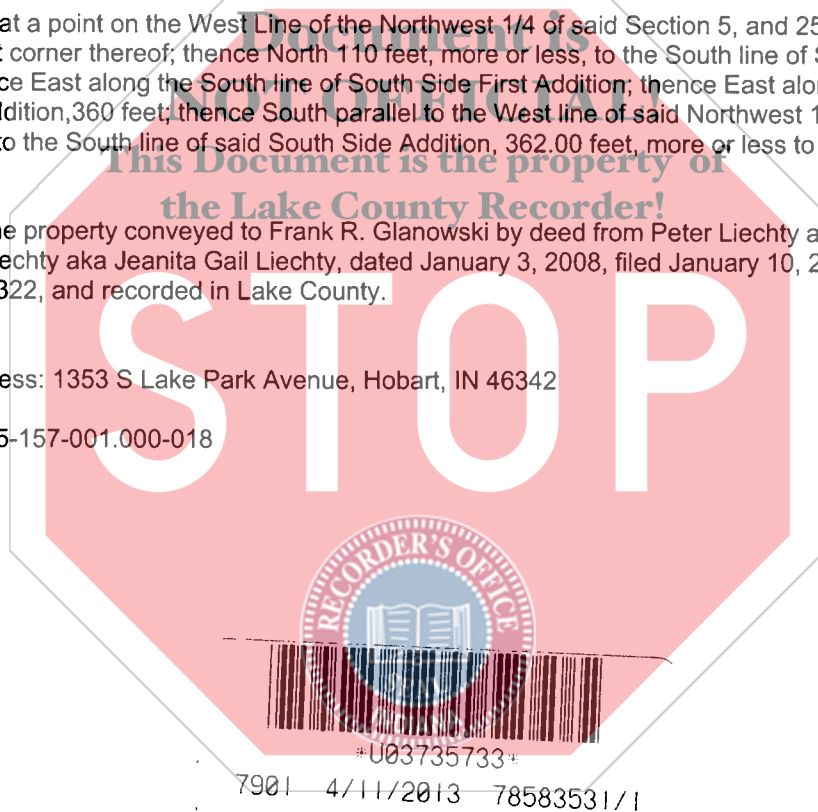 at a point on the West Line of the Northwest 1/4 of said Section 5, and 25
Document is
corner thereof; thence North 110 feet, more or less, to the South line of S
ce East along the South line of South Side First Addition; thence East alon
NOT OFFICIAL!
ddition,360 feet; thence South parallel to the West line of said Northwest 1
to the South line of said South Side Addition, 362.00 feet, more or less to
This Document is the property of
the Lake County Recorder!
e property conveyed to Frank R. Glanowski by deed from Peter Liechty a
echty aka Jeanita Gail Liechty, dated January 3, 2008, filed January 10, 2
322, and recorded in Lake County.
STOP
ess: 1353 S Lake Park Avenue, Hobart, IN 46342
5-157-001.000-018
RECORDER'S OFFICE
SEAL
INDIANA
*U03735733*
7901 4/11/2013 78583531/1